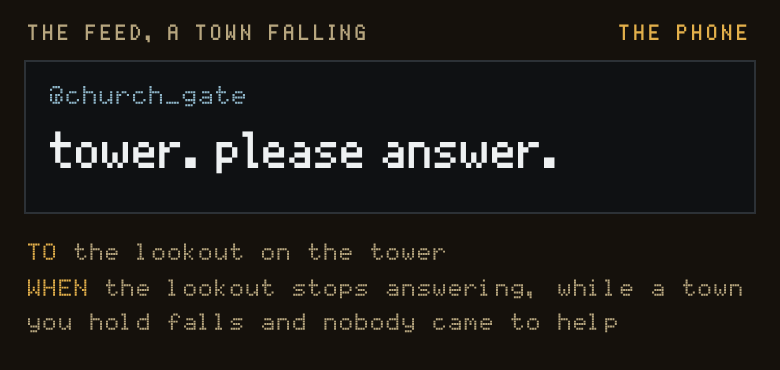 THE FEED, A TOWN FALLING
THE PHONE
@church_gate
tower. please answer.
TO the lookout on the tower
WHEN the lookout stops answering, while a town
you hold falls and nobody came to help